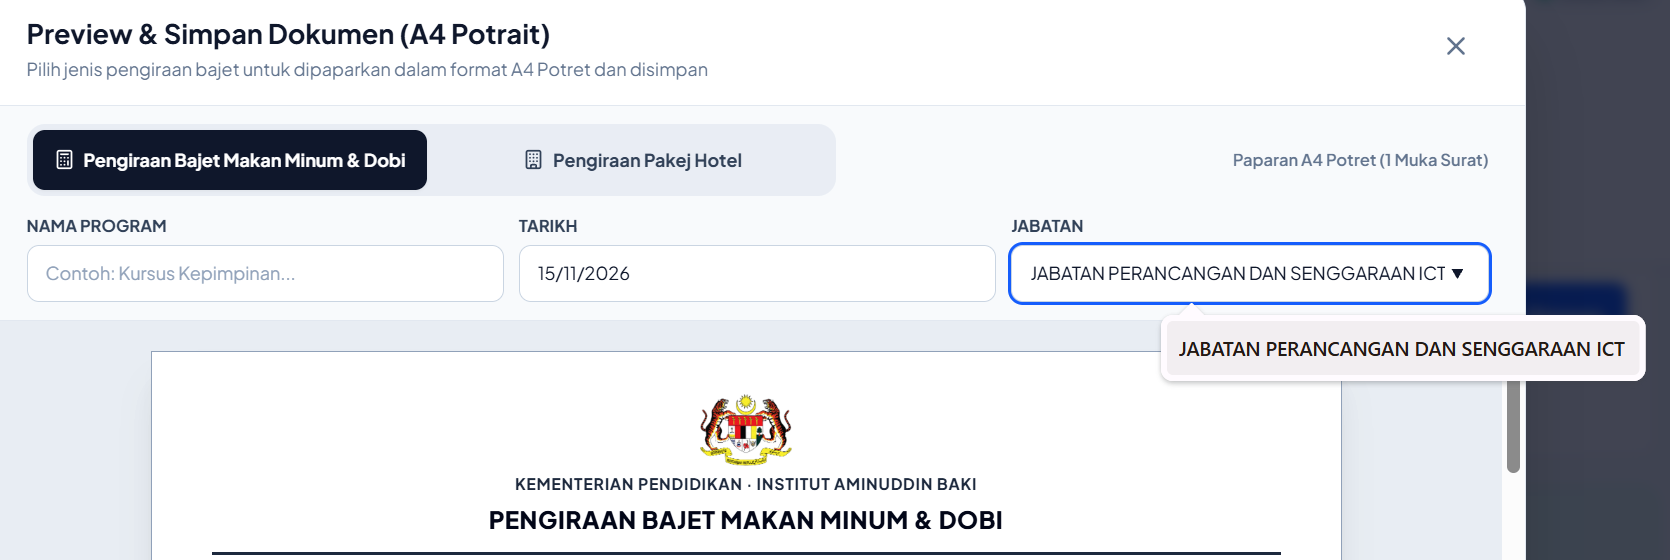 Preview & Simpan Dokumen (A4 Potrait)
Pilih jenis pengiraan bajet untuk dipaparkan dalam format A4 Potret dan disimpan
Pengiraan Bajet Makan Minum & Dobi
Pengiraan Pakej Hotel
Paparan A4 Potret (1 Muka Surat)
NAMA PROGRAM
TARIKH
JABATAN
Contoh: Kursus Kepimpinan...
15/11/2026
JABATAN PERANCANGAN DAN SENGGARAAN ICT
JABATAN PERANCANGAN DAN SENGGARAAN ICT
KEMENTERIAN PENDIDIKAN · INSTITUT AMINUDDIN BAKI
PENGIRAAN BAJET MAKAN MINUM & DOBI